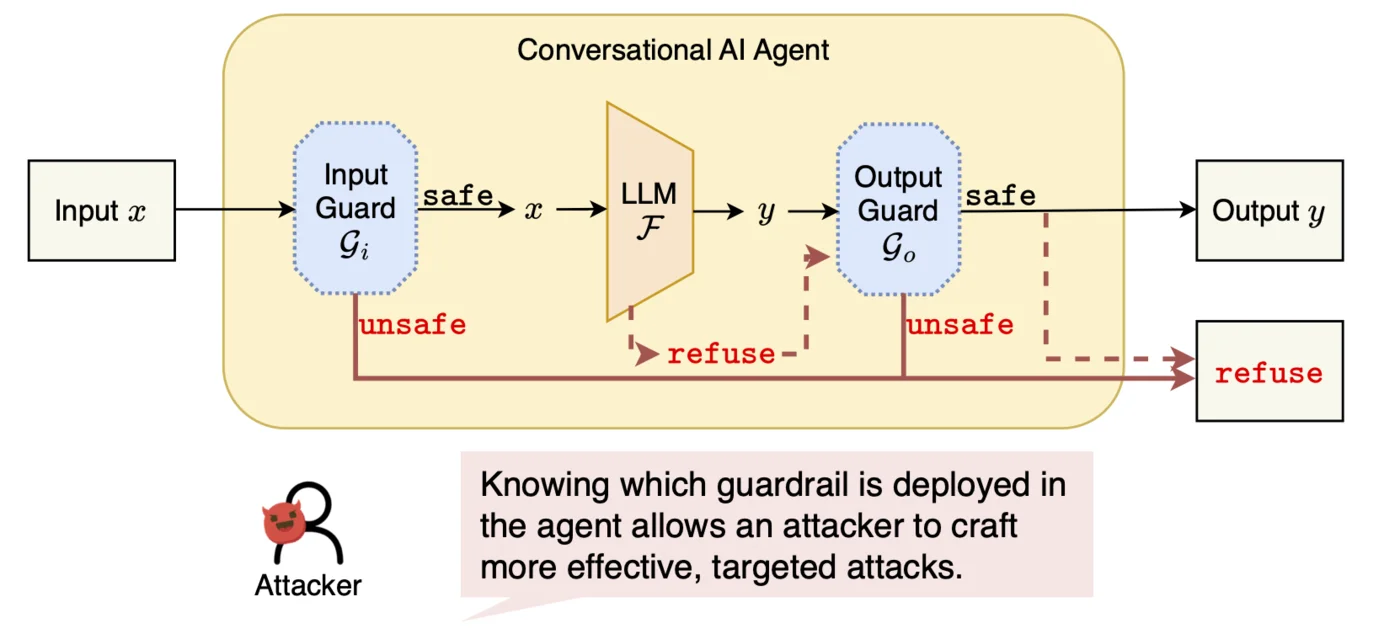 Conversational AI Agent
Input x
Input
Guard
𝒢ᵢ
safe
x
LLM
ℱ
y
Output
Guard
𝒢ₒ
safe
Output y
unsafe
refuse
unsafe
refuse
Attacker
Knowing which guardrail is deployed in
the agent allows an attacker to craft
more effective, targeted attacks.